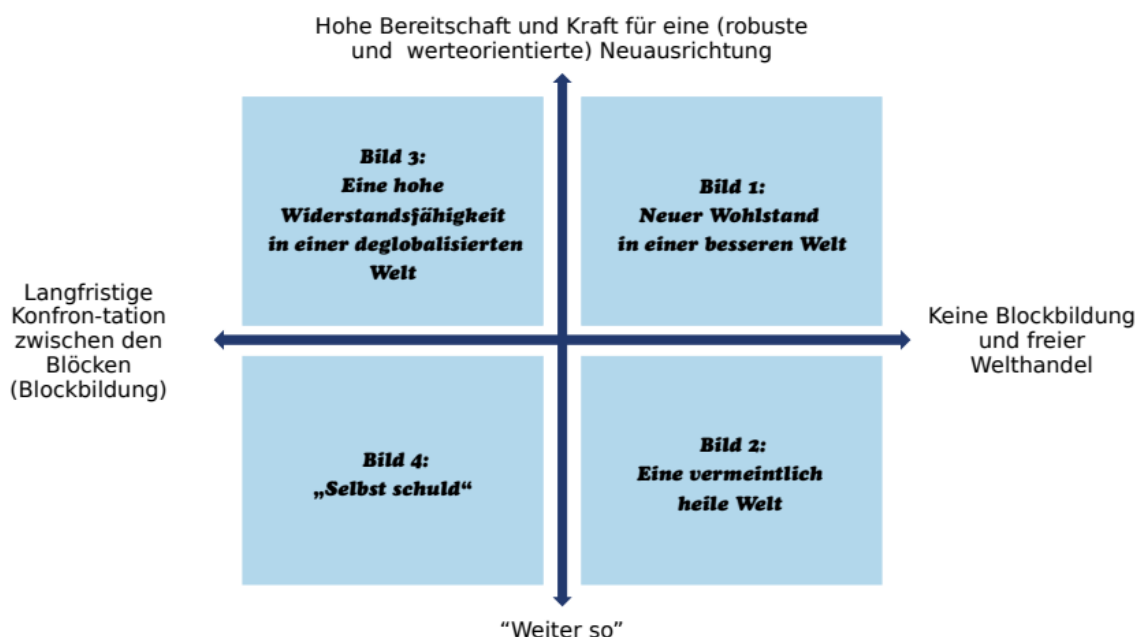 Hohe Bereitschaft und Kraft für eine (robuste
und  werteorientierte) Neuausrichtung
Bild 3:
Eine hohe
Widerstandsfähigkeit
in einer deglobalisierten
Welt
Bild 1:
Neuer Wohlstand
in einer besseren Welt
Langfristige
Konfron-tation
zwischen den
Blöcken
(Blockbildung)
Keine Blockbildung
und freier
Welthandel
Bild 4:
„Selbst schuld“
Bild 2:
Eine vermeintlich
heile Welt
“Weiter so”